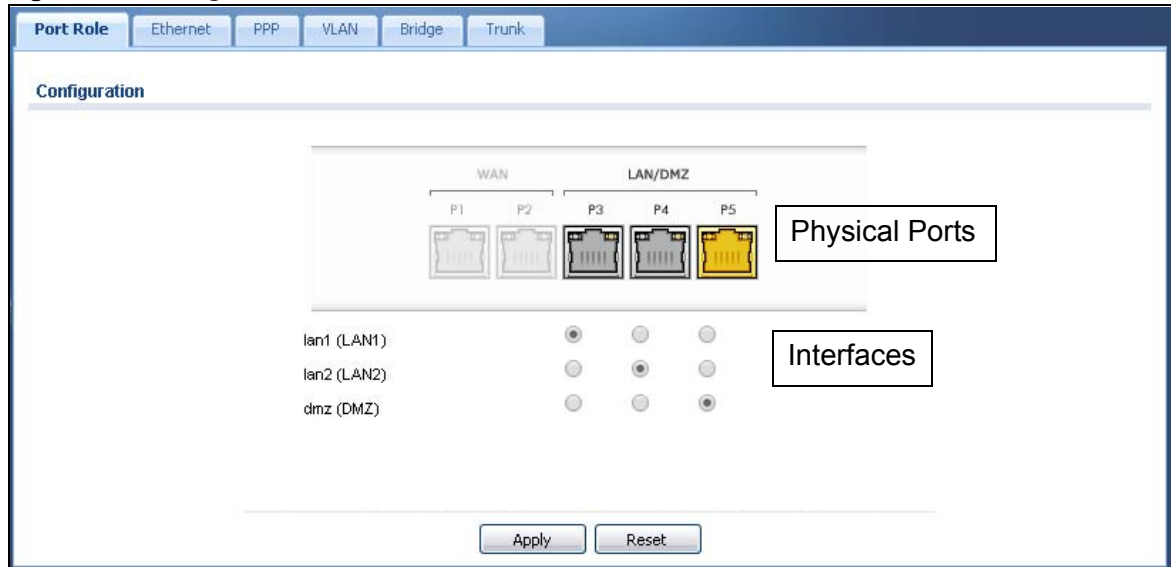 Port Role Ethernet PPP VLAN Bridge Trunk
Configuration
WAN LAN/DMZ
P1 P2 P3 P4 P5
Physical Ports
lan1 (LAN1)
Interfaces
lan2 (LAN2)
dmz (DMZ)
Apply Reset